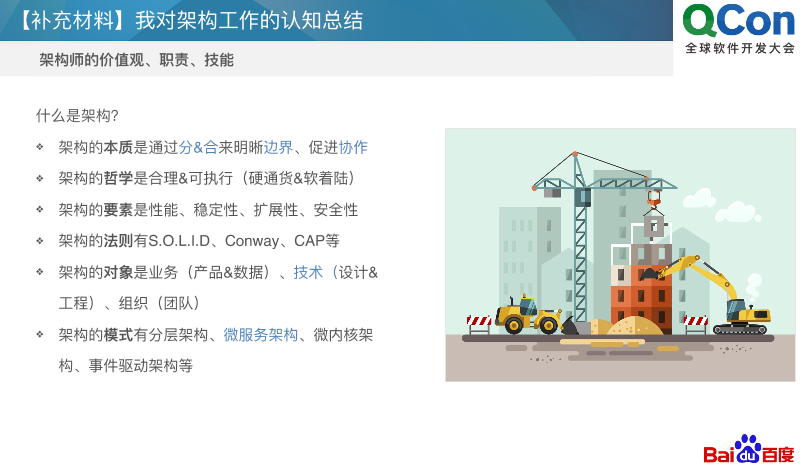 【补充材料】我对架构工作的认知总结
QCon
全球软件开发大会
架构师的价值观、职责、技能
什么是架构?
❖ 架构的本质是通过分&合来明晰边界、促进协作
❖ 架构的哲学是合理&可执行（硬通货&软着陆）
❖ 架构的要素是性能、稳定性、扩展性、安全性
❖ 架构的法则有S.O.L.I.D、Conway、CAP等
❖ 架构的对象是业务（产品&数据）、技术（设计&
工程）、组织（团队）
❖ 架构的模式有分层架构、微服务架构、微内核架
构、事件驱动架构等
Bai du 百度